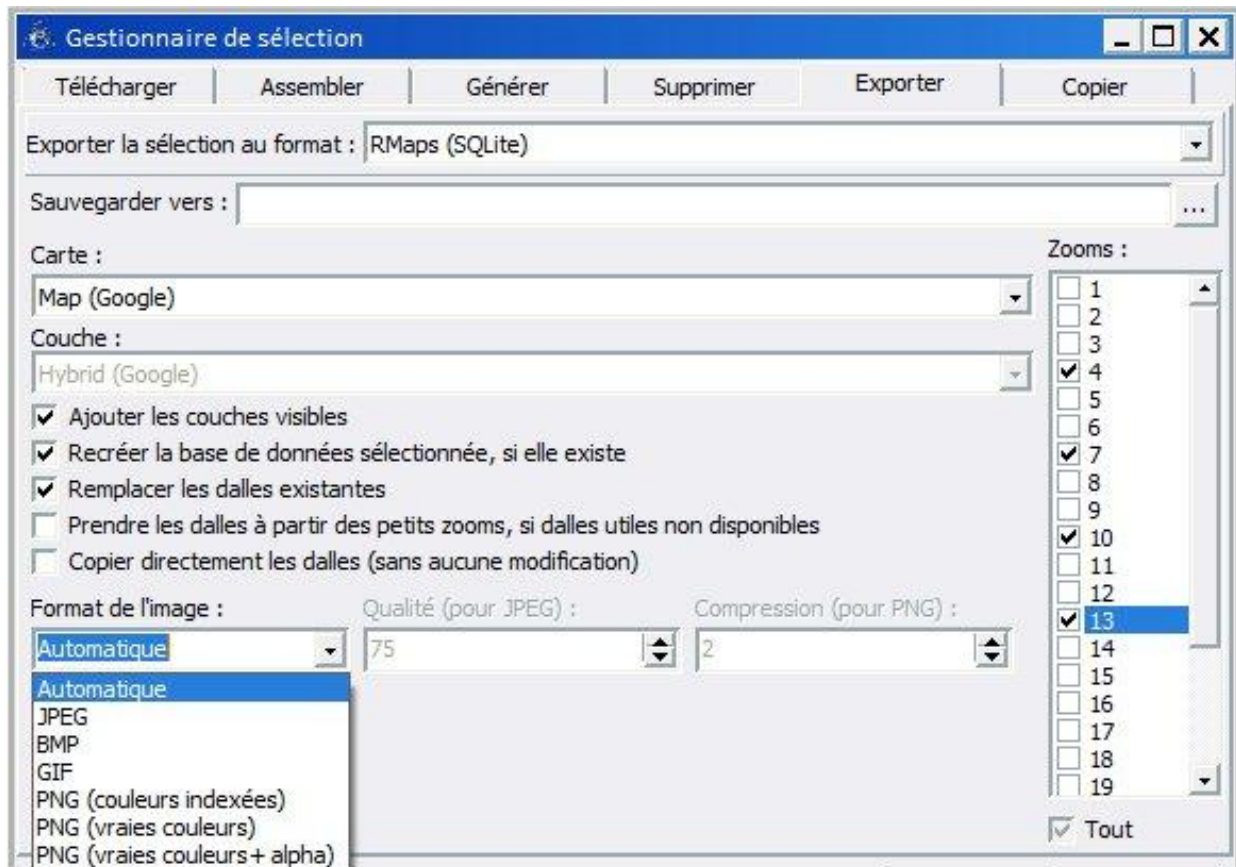 Gestionnaire de sélection
Télécharger Assembler Générer Supprimer Exporter Copier
Exporter la sélection au format : RMaps (SQLite)
Sauvegarder vers : ...
Carte :
Map (Google)
Couche :
Hybrid (Google)
Ajouter les couches visibles
Recréer la base de données sélectionnée, si elle existe
Remplacer les dalles existantes
Prendre les dalles à partir des petits zooms, si dalles utiles non disponibles
Copier directement les dalles (sans aucune modification)
Format de l'image : Qualité (pour JPEG) : Compression (pour PNG) :
Automatique 75 2
Automatique
JPEG
BMP
GIF
PNG (couleurs indexées)
PNG (vraies couleurs)
PNG (vraies couleurs+ alpha)
Zooms :
1
2
3
4
5
6
7
8
9
10
11
12
13
14
15
16
17
18
19
Tout